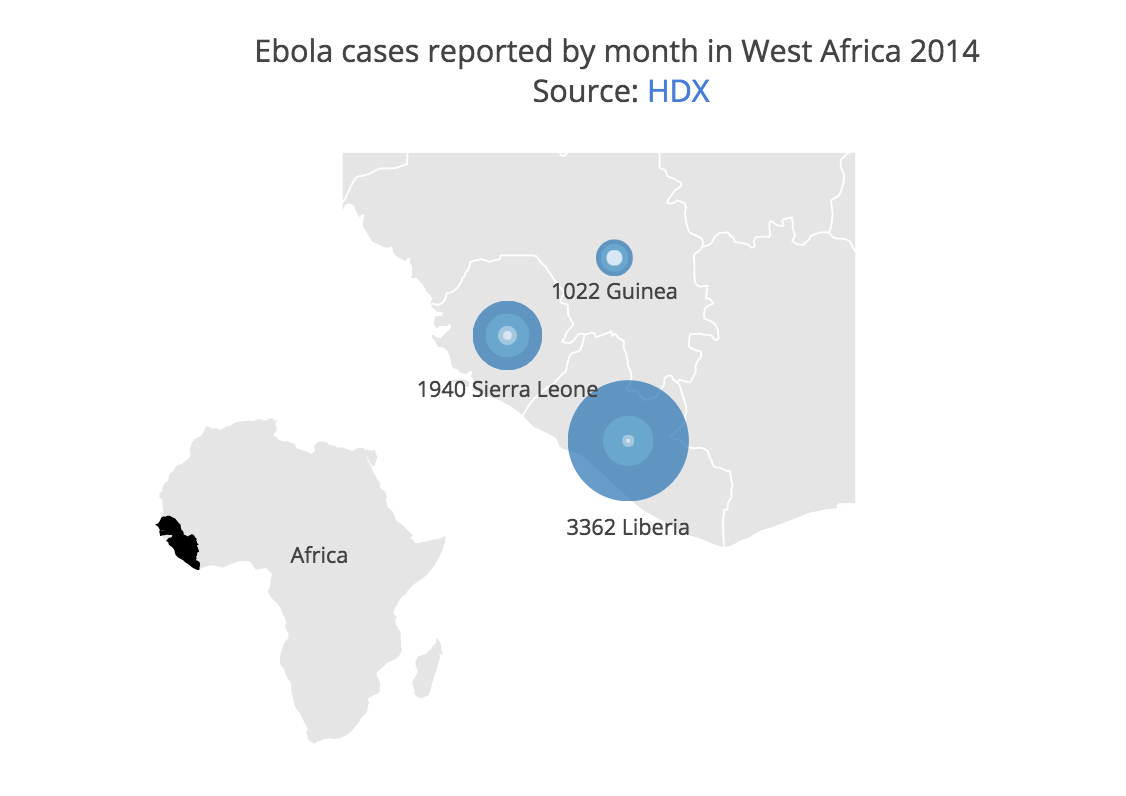 Ebola cases reported by month in West Africa 2014
Source: HDX
1022 Guinea
1940 Sierra Leone
3362 Liberia
Africa